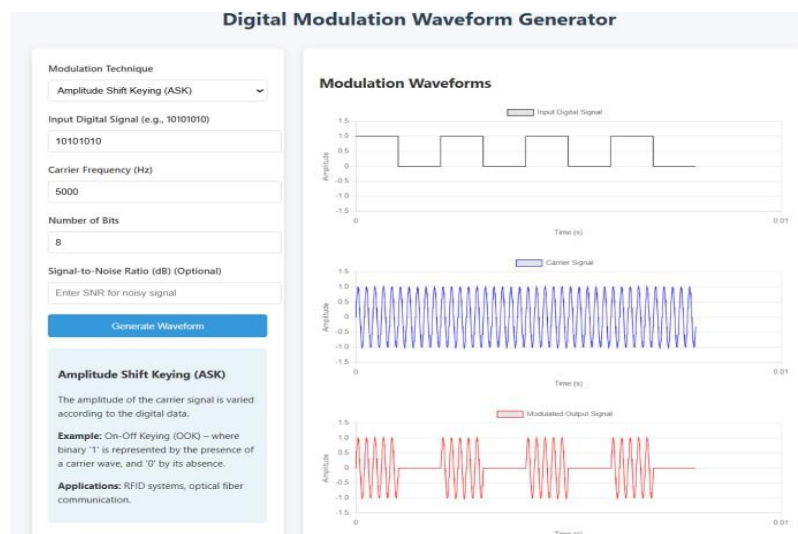 Digital Modulation Waveform Generator
Modulation Technique
Amplitude Shift Keying (ASK)
Input Digital Signal (e.g., 10101010)
10101010
Carrier Frequency (Hz)
5000
Number of Bits
8
Signal-to-Noise Ratio (dB) (Optional)
Enter SNR for noisy signal
Generate Waveform
Amplitude Shift Keying (ASK)
The amplitude of the carrier signal is varied
according to the digital data.
Example: On-Off Keying (OOK) – where
binary '1' is represented by the presence of
a carrier wave, and '0' by its absence.
Applications: RFID systems, optical fiber
communication.
Modulation Waveforms
Input Digital Signal
Amplitude
1.5
1.0
0.5
0
-0.5
-1.0
-1.5
0
0.01
Time (s)
Carrier Signal
Amplitude
1.5
1.0
0.5
0
-0.5
-1.0
-1.5
0
0.01
Time (s)
Modulated Output Signal
Amplitude
1.5
1.0
0.5
0
-0.5
-1.0
-1.5
0
0.01
Time (s)